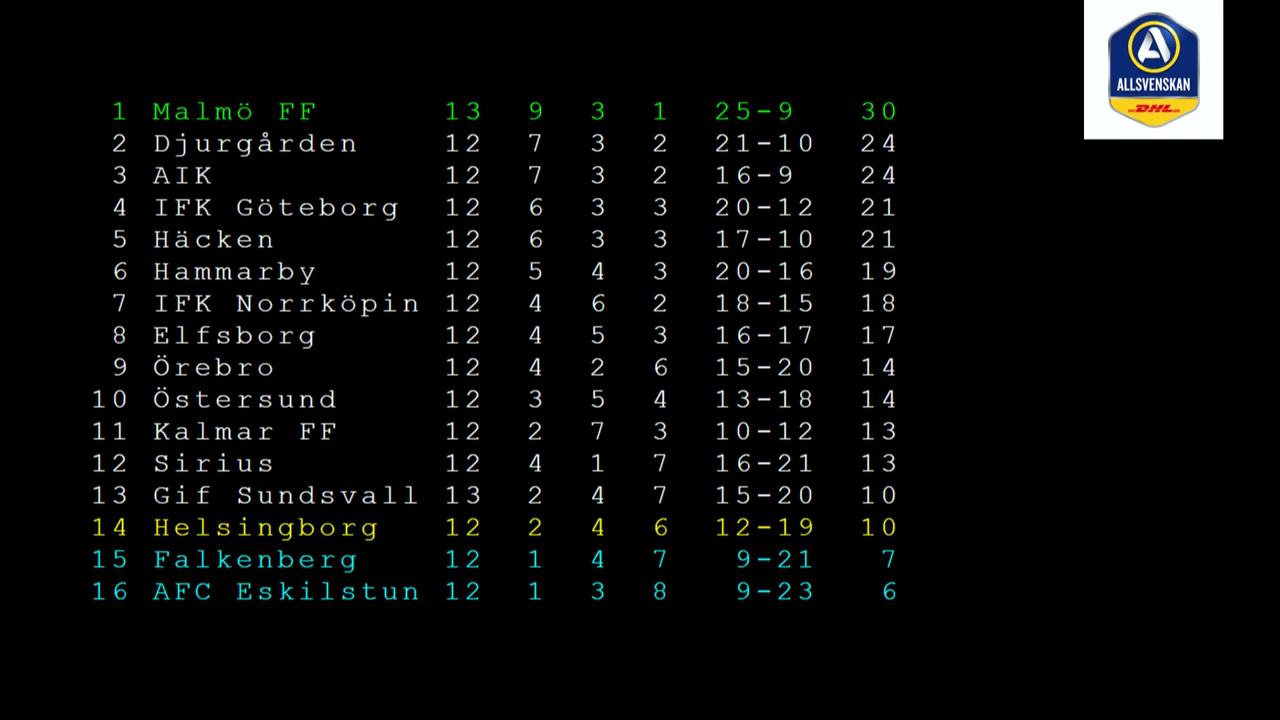 ALLSVENSKAN
DHL
1 Malmö FF 13 9 3 1 25-9 30
2 Djurgården 12 7 3 2 21-10 24
3 AIK 12 7 3 2 16-9 24
4 IFK Göteborg 12 6 3 3 20-12 21
5 Häcken 12 6 3 3 17-10 21
6 Hammarby 12 5 4 3 20-16 19
7 IFK Norrköpin 12 4 6 2 18-15 18
8 Elfsborg 12 4 5 3 16-17 17
9 Örebro 12 4 2 6 15-20 14
10 Östersund 12 3 5 4 13-18 14
11 Kalmar FF 12 2 7 3 10-12 13
12 Sirius 12 4 1 7 16-21 13
13 Gif Sundsvall 13 2 4 7 15-20 10
14 Helsingborg 12 2 4 6 12-19 10
15 Falkenberg 12 1 4 7 9-21 7
16 AFC Eskilstun 12 1 3 8 9-23 6